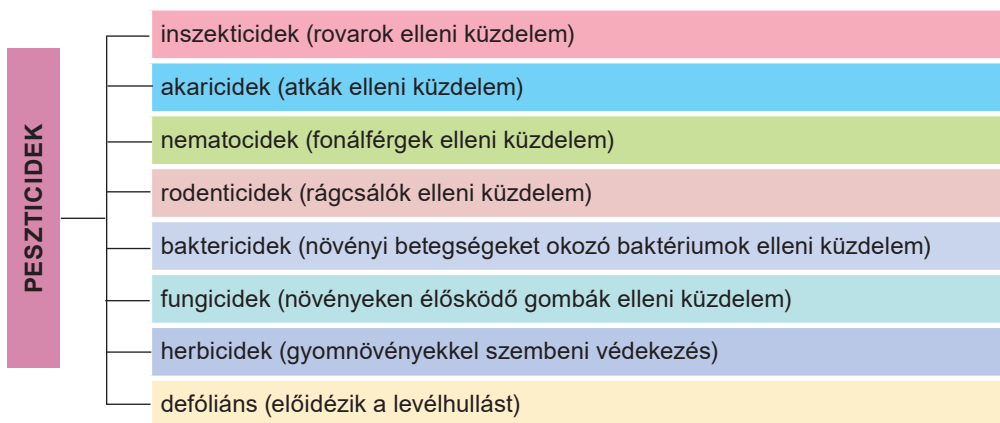 PESZTICIDEK
inszekticidek (rovarok elleni küzdelem)
akaricidek (atkák elleni küzdelem)
nematocidek (fonálférgek elleni küzdelem)
rodenticidek (rágcsálók elleni küzdelem)
baktericidek (növényi betegségeket okozó baktériumok elleni küzdelem)
fungicidek (növényeken élősködő gombák elleni küzdelem)
herbicidek (gyomnövényekkel szembeni védekezés)
defóliáns (előidézik a levélhullást)